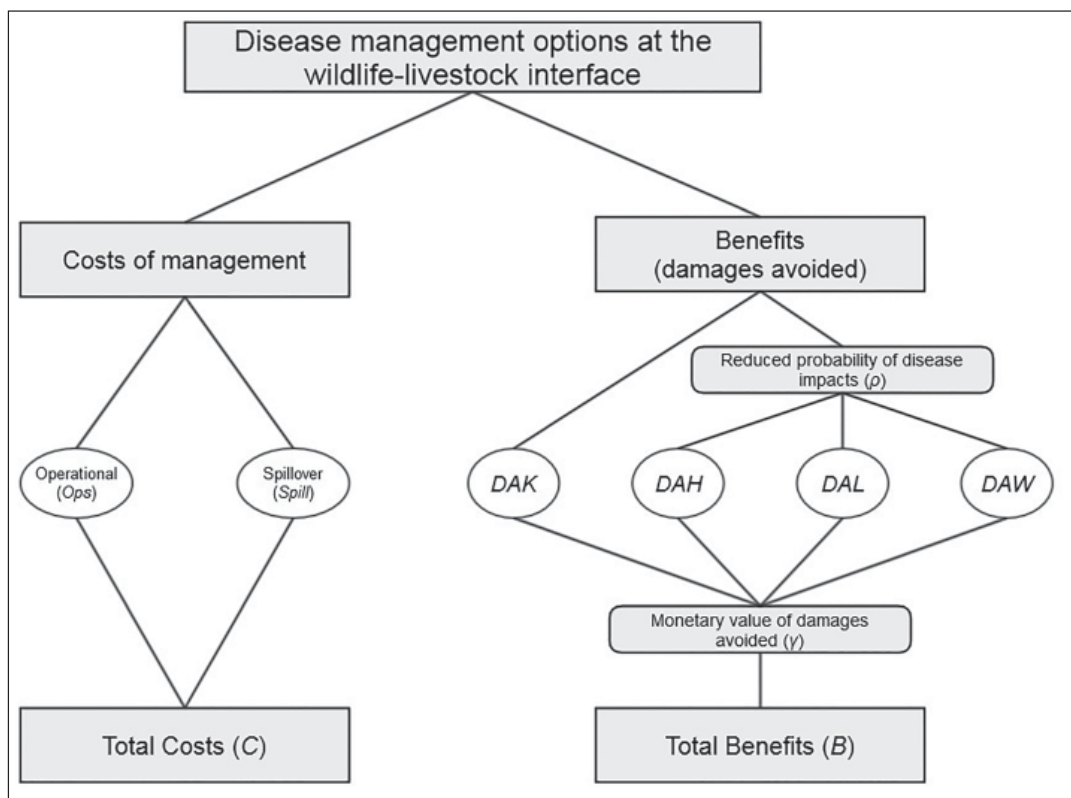 Disease management options at the
wildlife-livestock interface
Costs of management
Benefits
(damages avoided)
Reduced probability of disease
impacts (ρ)
Operational
(Ops)
Spillover
(Spill)
DAK
DAH
DAL
DAW
Monetary value of damages
avoided (γ)
Total Costs (C)
Total Benefits (B)